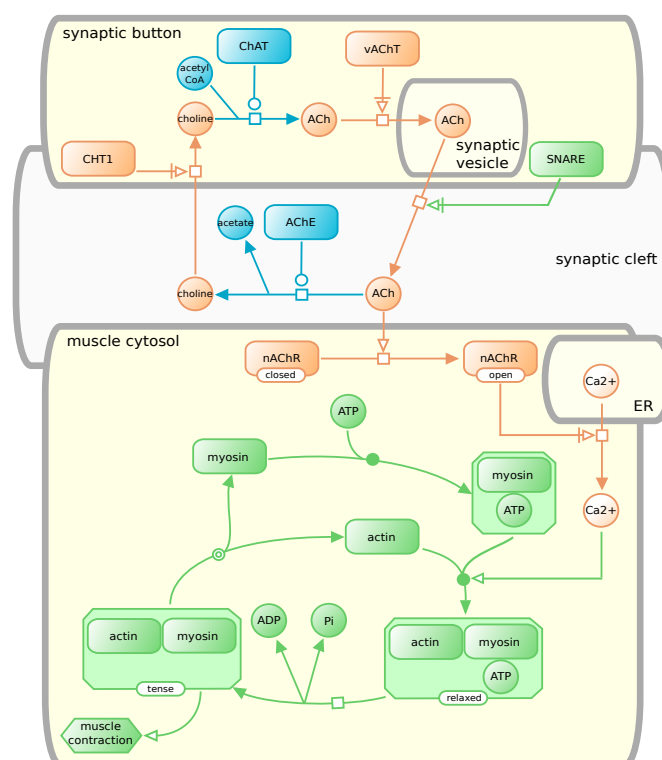 synaptic button
ChAT
vAChT
acetyl
CoA
choline
ACh
ACh
synaptic
vesicle
CHT1
SNARE
acetate
AChE
synaptic cleft
choline
ACh
muscle cytosol
nAChR
closed
nAChR
open
Ca2+
ER
ATP
myosin
myosin
ATP
Ca2+
actin
ADP
Pi
actin
myosin
tense
actin
myosin
ATP
relaxed
muscle
contraction